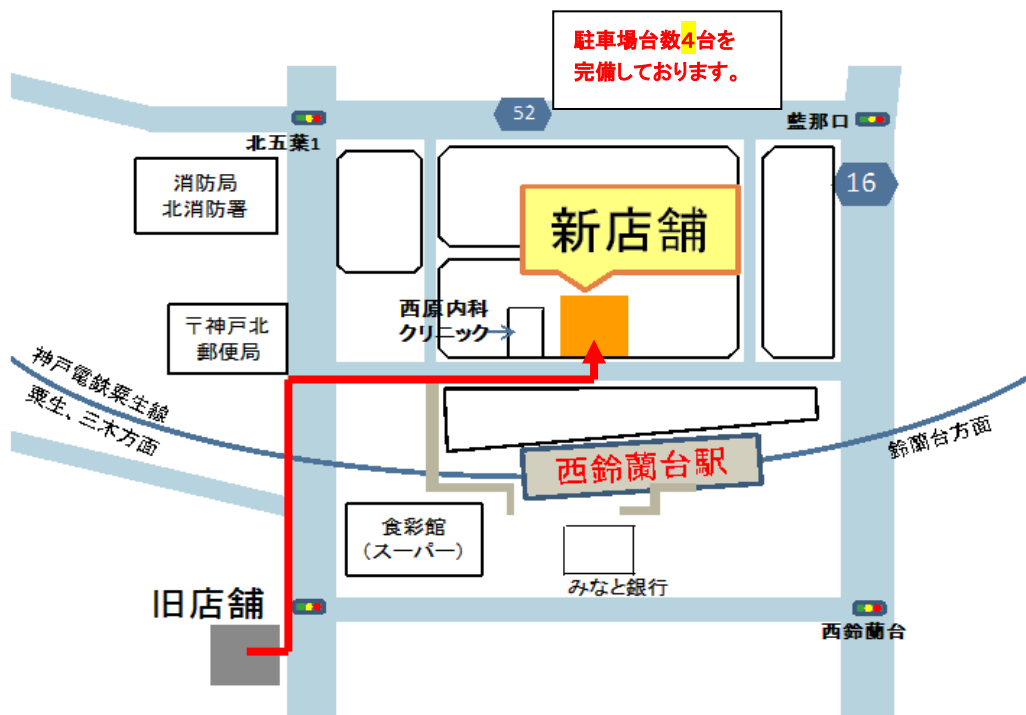 駐車場台数4台を
完備しております。
52
藍那口
北五葉1
16
消防局
北消防署
新店舗
西原内科
クリニック
〒神戸北
郵便局
神戸電鉄粟生線
粟生、三木方面
鈴蘭台方面
西鈴蘭台駅
食彩館
(スーパー)
みなと銀行
旧店舗
西鈴蘭台